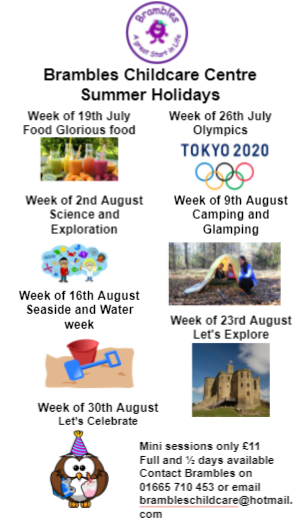 Brambles
A great Start in Life
Brambles Childcare Centre
Summer Holidays
Week of 19th July
Food Glorious food
Week of 26th July
Olympics
TOKYO 2020
Week of 2nd August
Science and
Exploration
Week of 9th August
Camping and
Glamping
Week of 16th August
Seaside and Water
week
Week of 23rd August
Let's Explore
Week of 30th August
Let's Celebrate
Mini sessions only £11
Full and ½ days available
Contact Brambles on
01665 710 453 or email
brambleschildcare@hotmail.
com